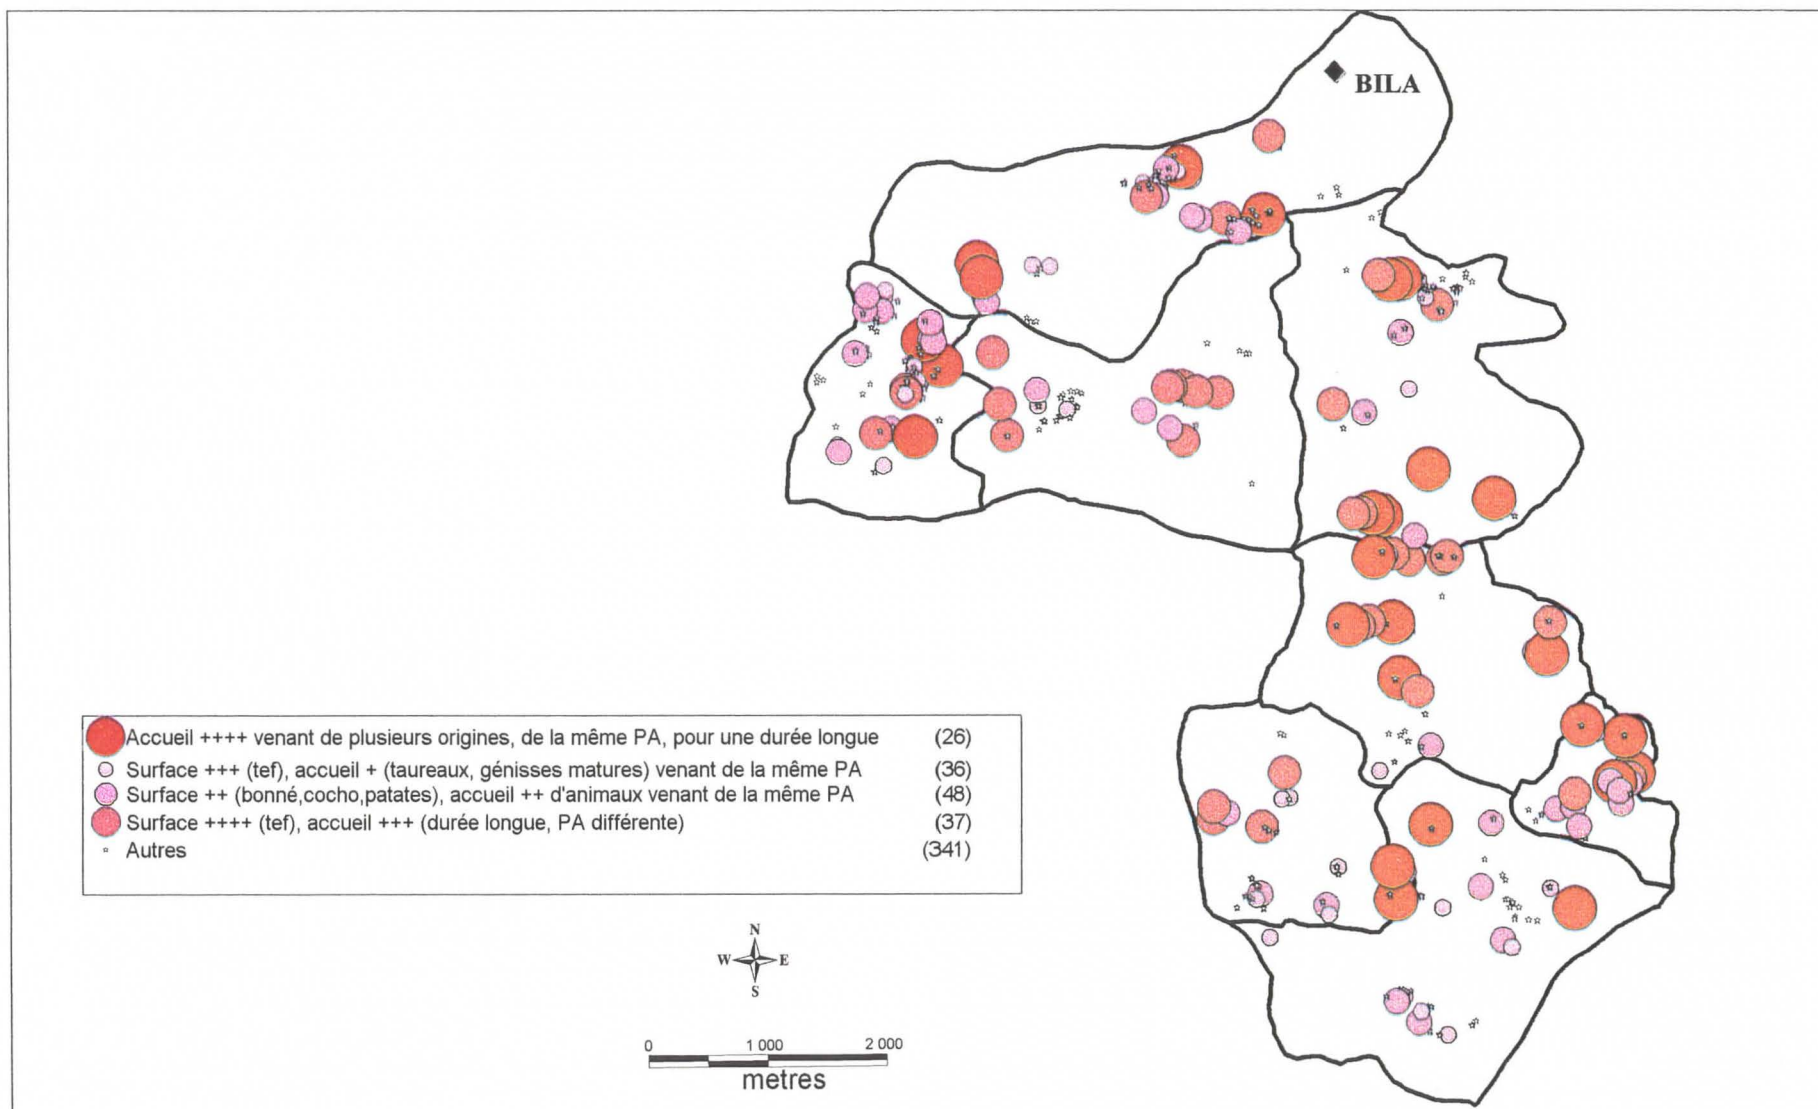 BILA
Accueil ++++ venant de plusieurs origines, de la même PA, pour une durée longue (26)
Surface +++ (tef), accueil + (taureaux, génisses matures) venant de la même PA (36)
Surface ++ (bonné,cocho,patates), accueil ++ d'animaux venant de la même PA (48)
Surface ++++ (tef), accueil +++ (durée longue, PA différente) (37)
Autres (341)
N
W E
S
0 1 000 2 000
metres